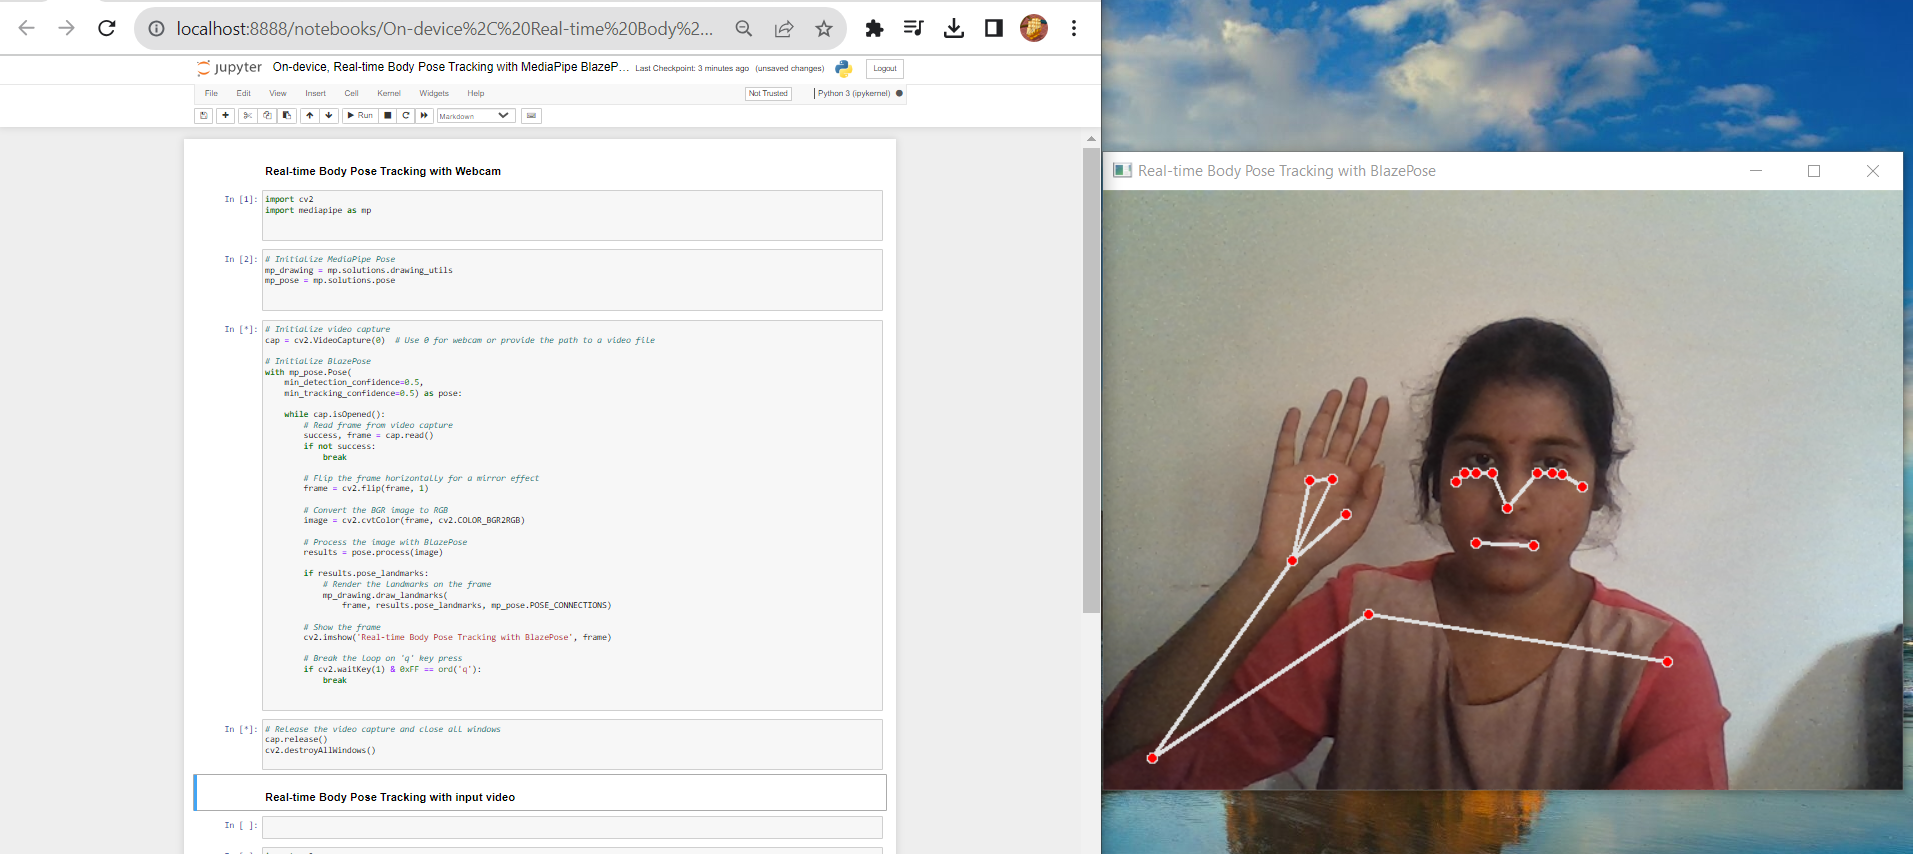 localhost:8888/notebooks/On-device%2C%20Real-time%20Body%2...
jupyter On-device, Real-time Body Pose Tracking with MediaPipe BlazeP... Last Checkpoint: 3 minutes ago (unsaved changes) Logout
File Edit View Insert Cell Kernel Widgets Help Not Trusted Python 3 (ipykernel)
Run Markdown
Real-time Body Pose Tracking with Webcam
In [1]: import cv2
import mediapipe as mp
In [2]: # Initialize MediaPipe Pose
mp_drawing = mp.solutions.drawing_utils
mp_pose = mp.solutions.pose
In [*]: # Initialize video capture
cap = cv2.VideoCapture(0)  # Use 0 for webcam or provide the path to a video file
# Initialize BlazePose
with mp_pose.Pose(
    min_detection_confidence=0.5,
    min_tracking_confidence=0.5) as pose:
    while cap.isOpened():
        # Read frame from video capture
        success, frame = cap.read()
        if not success:
            break
        # Flip the frame horizontally for a mirror effect
        frame = cv2.flip(frame, 1)
        # Convert the BGR image to RGB
        image = cv2.cvtColor(frame, cv2.COLOR_BGR2RGB)
        # Process the image with BlazePose
        results = pose.process(image)
        if results.pose_landmarks:
            # Render the landmarks on the frame
            mp_drawing.draw_landmarks(
                frame, results.pose_landmarks, mp_pose.POSE_CONNECTIONS)
        # Show the frame
        cv2.imshow('Real-time Body Pose Tracking with BlazePose', frame)
        # Break the loop on 'q' key press
        if cv2.waitKey(1) & 0xFF == ord('q'):
            break
In [*]: # Release the video capture and close all windows
cap.release()
cv2.destroyAllWindows()
Real-time Body Pose Tracking with input video
In [ ]:
Real-time Body Pose Tracking with BlazePose